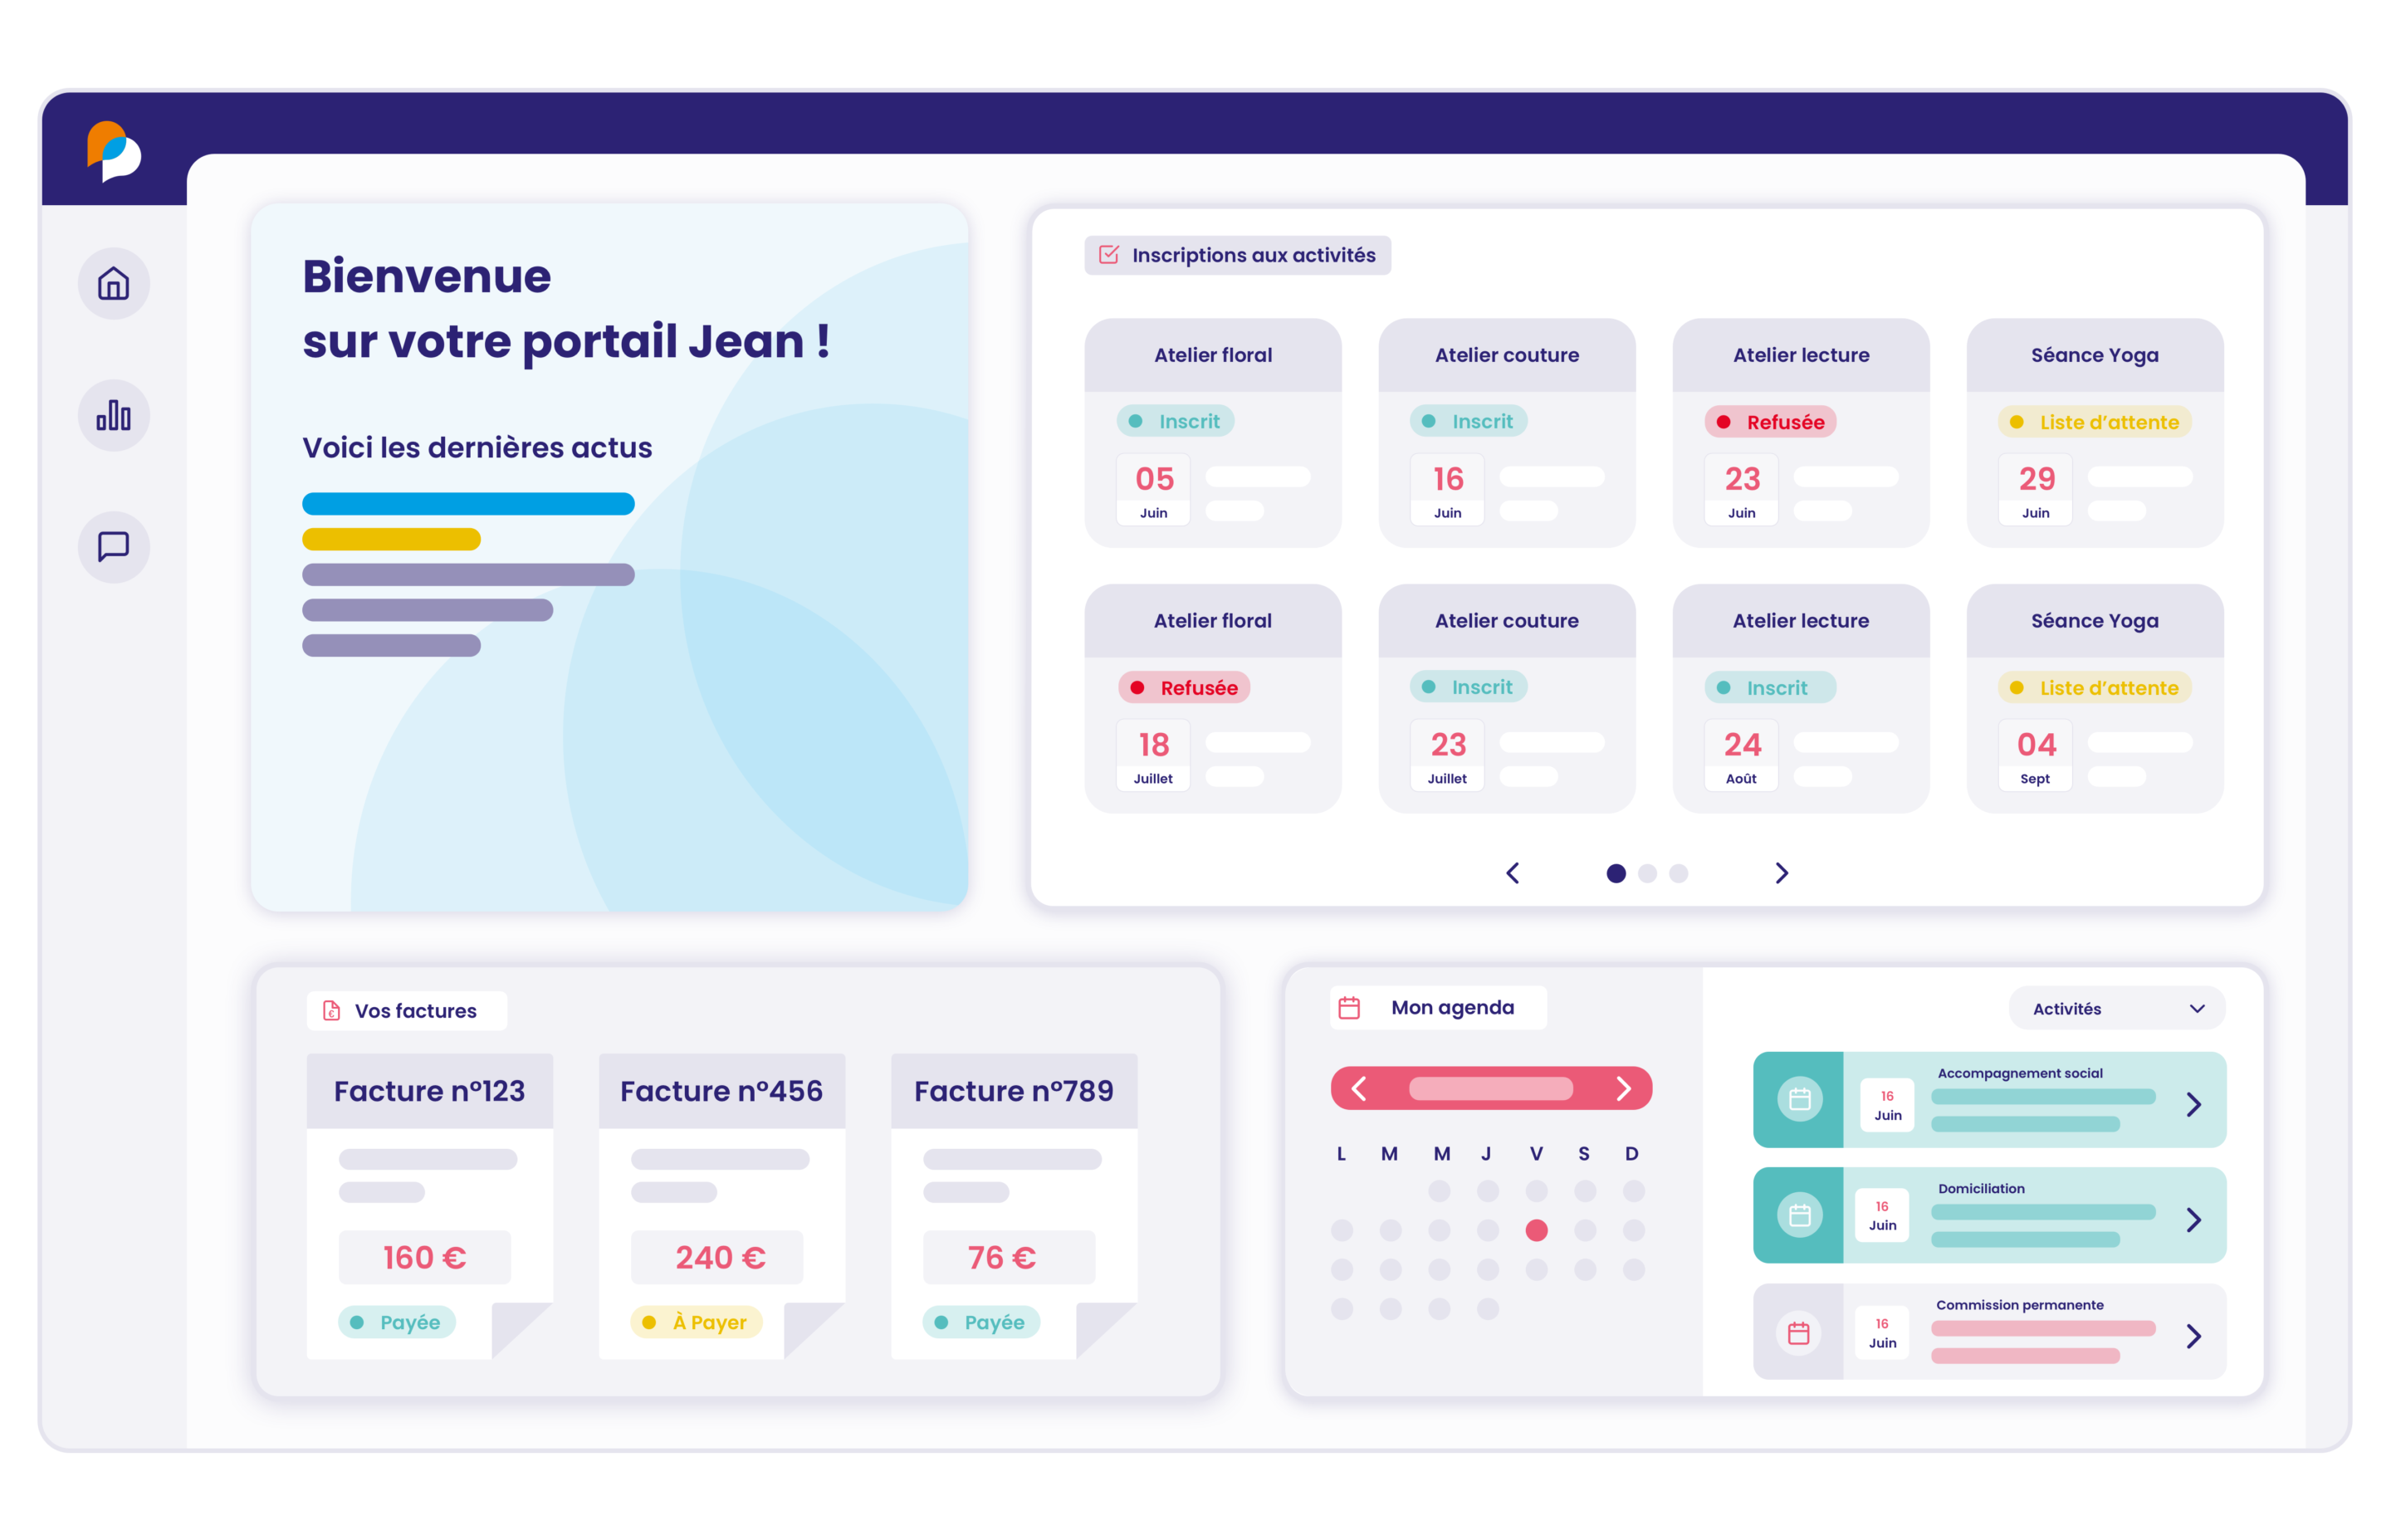 Bienvenue
sur votre portail Jean !
Voici les dernières actus
Inscriptions aux activités
Atelier floral
Inscrit
05
Juin
Atelier couture
Inscrit
16
Juin
Atelier lecture
Refusée
23
Juin
Séance Yoga
Liste d’attente
29
Juin
Atelier floral
Refusée
18
Juillet
Atelier couture
Inscrit
23
Juillet
Atelier lecture
Inscrit
24
Août
Séance Yoga
Liste d’attente
04
Sept
Vos factures
Facture n°123
160 €
Payée
Facture n°456
240 €
À Payer
Facture n°789
76 €
Payée
Mon agenda
L M M J V S D
Activités
Accompagnement social
16
Juin
Domiciliation
16
Juin
Commission permanente
16
Juin